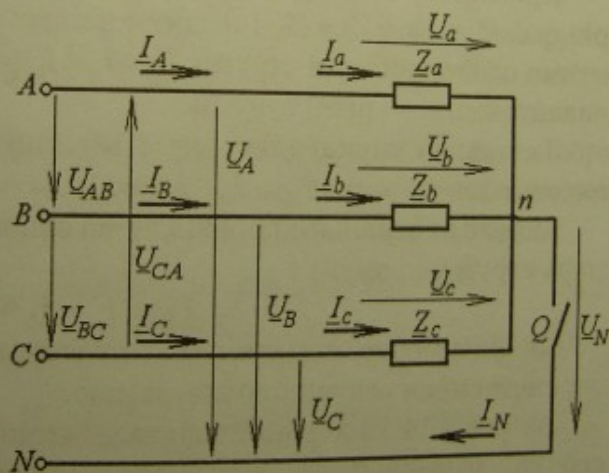 U_a
I_A I_a Z_a
A
U_A U_b
U_AB I_B I_b Z_b
B n
U_CA U_c
U_BC I_C U_B I_c Q U_N
C Z_c
U_C I_N
N